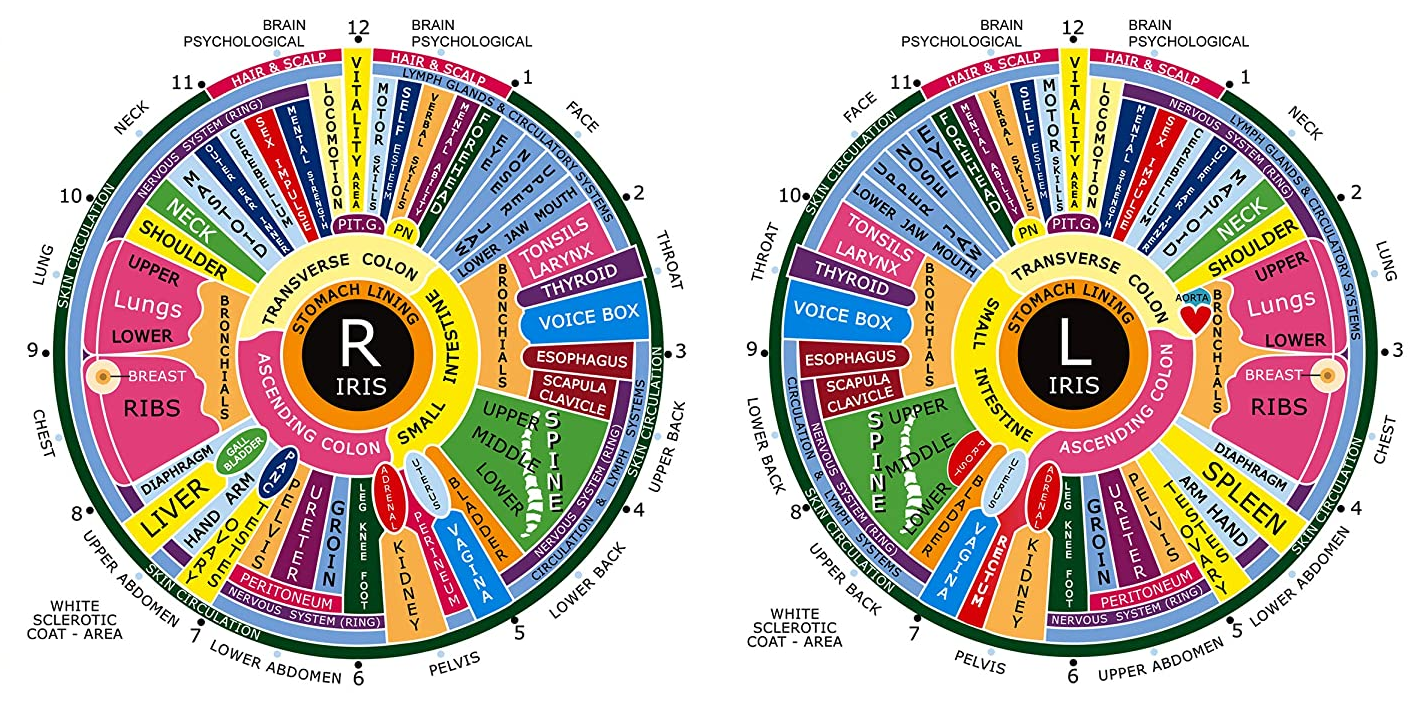 BRAIN
PSYCHOLOGICAL
12
BRAIN
PSYCHOLOGICAL
11
1
NECK
FACE
10
2
LUNG
THROAT
9
3
CHEST
UPPER BACK
8
4
UPPER ABDOMEN
LOWER BACK
7
5
LOWER ABDOMEN
6
PELVIS
WHITE
SCLEROTIC
COAT - AREA
HAIR & SCALP
HAIR & SCALP
LYMPH GLANDS & CIRCULATORY SYSTEMS
NERVOUS SYSTEM (RING)
SKIN CIRCULATION
VITALITY AREA
MOTOR SKILLS
SELF ESTEEM
VERBAL SKILLS
MENTAL ABILITY
FOREHEAD
EYE
NOSE
UPPER JAW
LOWER JAW MOUTH
TONSILS
LARYNX
THYROID
VOICE BOX
ESOPHAGUS
SCAPULA
CLAVICLE
BRONCHIALS
UPPER
MIDDLE
LOWER
SPINE
NERVOUS SYSTEM (RING)
CIRCULATION & LYMPH SYSTEMS
SKIN CIRCULATION
BLADDER
UTERUS
VAGINA
PERINEUM
ADRENAL
KIDNEY
LEG KNEE FOOT
GROIN
URETER
PELVIS
PERITONEUM
NERVOUS SYSTEM (RING)
SKIN CIRCULATION
PANC
TESTES
OVARY
HAND ARM
GALL
BLADDER
LIVER
DIAPHRAGM
BREAST
RIBS
UPPER
Lungs
LOWER
BRONCHIALS
SHOULDER
NECK
MASTOID
OUTER EAR INNER
CEREBELLUM
SEX IMPULSE
MENTAL STRENGTH
LOCOMOTION
PIT.G.
PN
TRANSVERSE COLON
STOMACH LINING
SMALL INTESTINE
ASCENDING COLON
R
IRIS
BRAIN
PSYCHOLOGICAL
12
BRAIN
PSYCHOLOGICAL
11
1
FACE
NECK
10
2
THROAT
LUNG
9
3
LOWER BACK
CHEST
8
4
UPPER BACK
LOWER ABDOMEN
7
5
PELVIS
6
UPPER ABDOMEN
WHITE
SCLEROTIC
COAT - AREA
HAIR & SCALP
HAIR & SCALP
SKIN CIRCULATION
NERVOUS SYSTEM (RING)
LYMPH GLANDS & CIRCULATORY SYSTEMS
VITALITY AREA
LOCOMOTION
MENTAL STRENGTH
SEX IMPULSE
CEREBELLUM
OUTER EAR INNER
MASTOID
NECK
SHOULDER
UPPER
Lungs
LOWER
BRONCHIALS
AORTA
BREAST
RIBS
DIAPHRAGM
SPLEEN
ARM HAND
TESTES
OVARY
SKIN CIRCULATION
PELVIS
URETER
GROIN
PERITONEUM
NERVOUS SYSTEM (RING)
LEG KNEE FOOT
KIDNEY
ADRENAL
RECTUM
UTERUS
VAGINA
BLADDER
PROST
UPPER
MIDDLE
LOWER
SPINE
NERVOUS SYSTEM (RING)
CIRCULATION & LYMPH SYSTEMS
SKIN CIRCULATION
SCAPULA
CLAVICLE
ESOPHAGUS
VOICE BOX
THYROID
TONSILS
LARYNX
BRONCHIALS
LOWER JAW MOUTH
UPPER JAW
NOSE
EYE
FOREHEAD
MENTAL ABILITY
VERBAL SKILLS
SELF ESTEEM
MOTOR SKILLS
PN
PIT.G.
TRANSVERSE COLON
STOMACH LINING
SMALL INTESTINE
ASCENDING COLON
L
IRIS